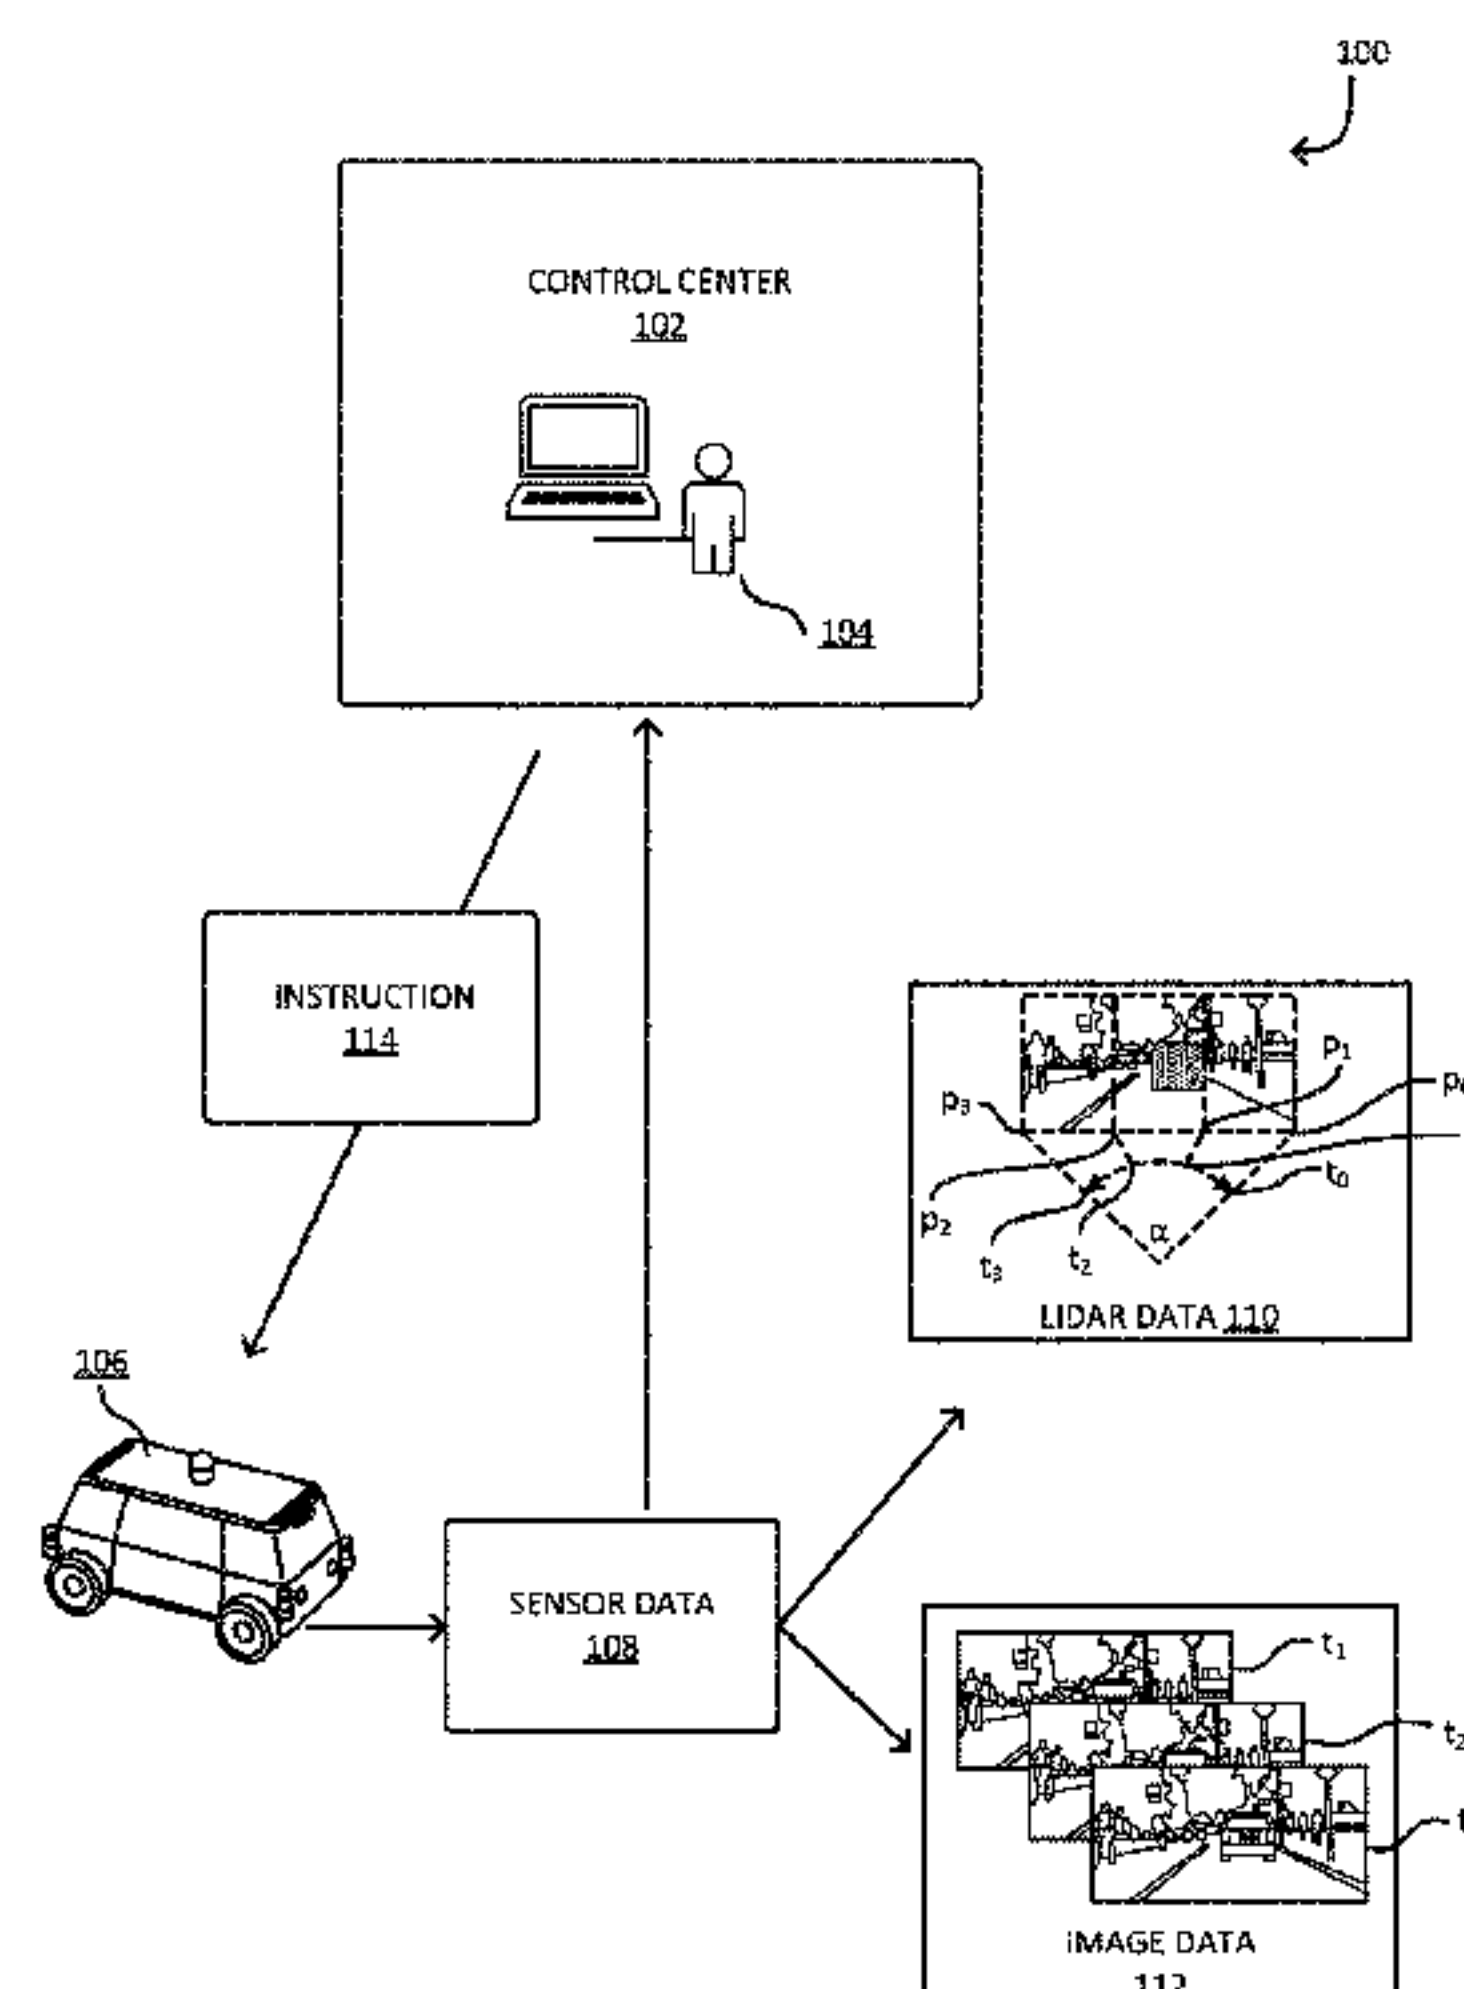 100
CONTROL CENTER
102
104
INSTRUCTION
114
p₁
p₃
t₀
p₂
α
t₃
t₂
LIDAR DATA 110
106
SENSOR DATA
108
t₁
t₂
IMAGE DATA